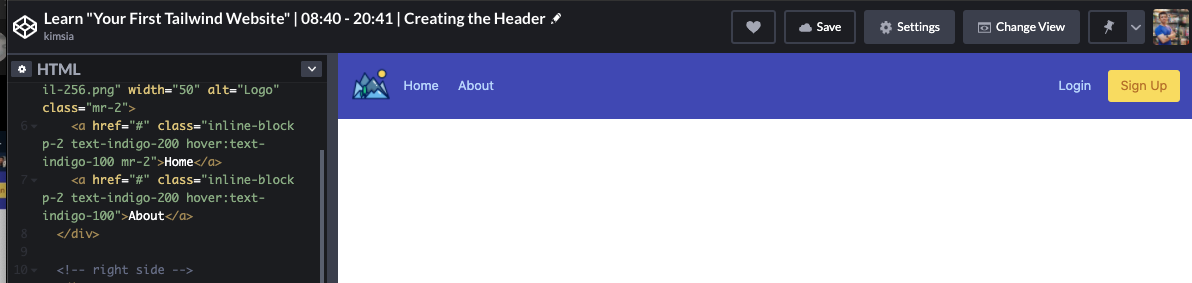 Learn "Your First Tailwind Website" | 08:40 - 20:41 | Creating the Header
kimsia
Save
Settings
Change View
HTML
il-256.png" width="50" alt="Logo"
class="mr-2">
6 <a href="#" class="inline-block
p-2 text-indigo-200 hover:text-
indigo-100 mr-2">Home</a>
7 <a href="#" class="inline-block
p-2 text-indigo-200 hover:text-
indigo-100">About</a>
8 </div>
9
10 <!-- right side -->
Home
About
Login
Sign Up